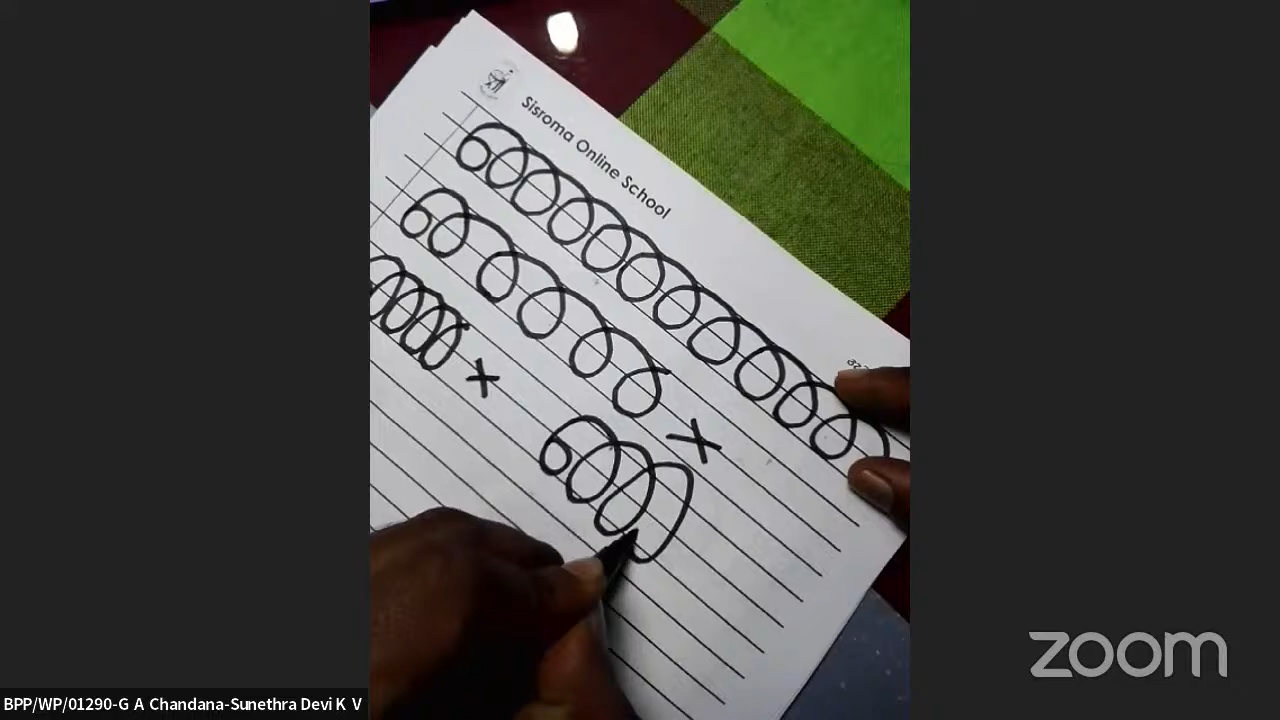 Sisroma Online School
x
x
zoom
BPP/WP/01290-G A Chandana-Sunethra Devi K V